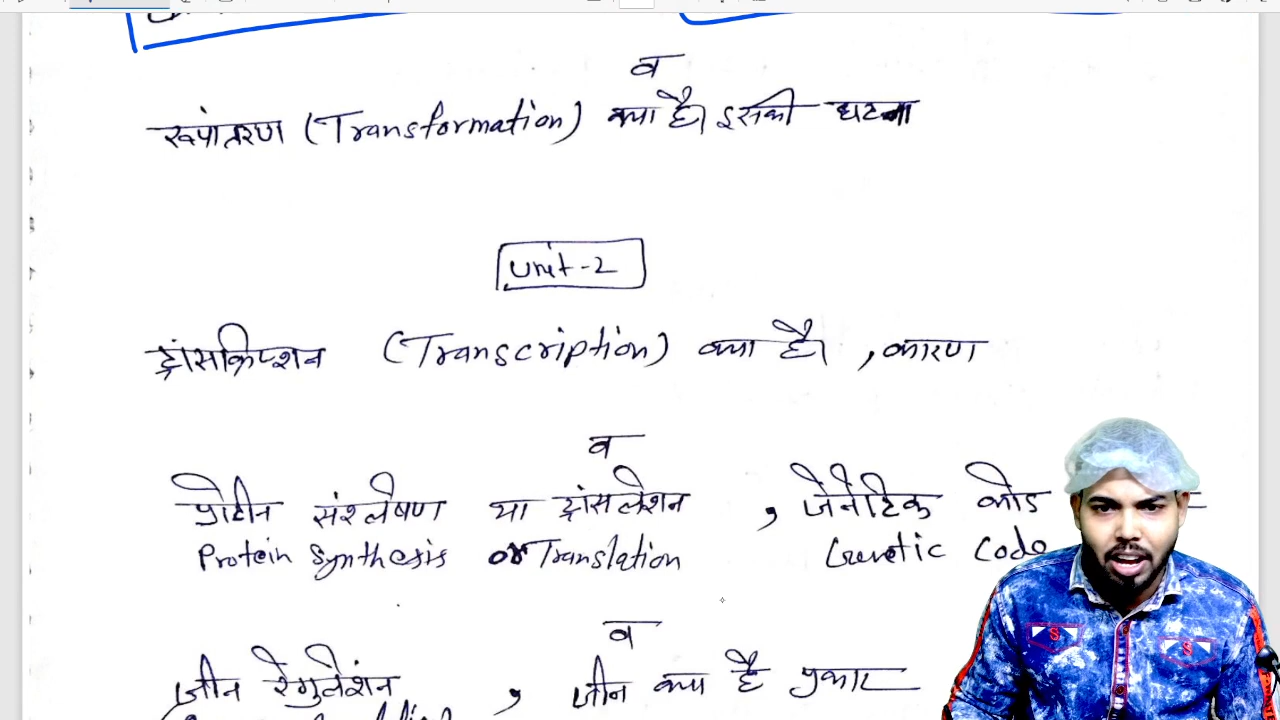 व
रूपांतरण (Transformation) क्या है। इसकी घटना
Unit-2
ट्रांसक्रिप्शन (Transcription) क्या है। , कारण
व
प्रोटीन संश्लेषण या ट्रांसलेशन , जेनेटिक कोड
Protein Synthesis or Translation Genetic Code
व
जीन रेगुलेशन , जीन क्या है प्रकार
S S